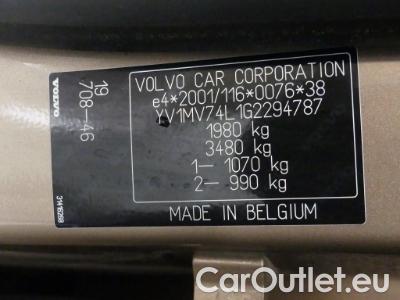 VOLVO
19
708-46
31416268
VOLVO CAR CORPORATION
e4*2001/116*0076*38
YV1MV74L1G2294787
1980 kg
3480 kg
1- 1070 kg
2- 990 kg
MADE IN BELGIUM
CarOutlet.eu